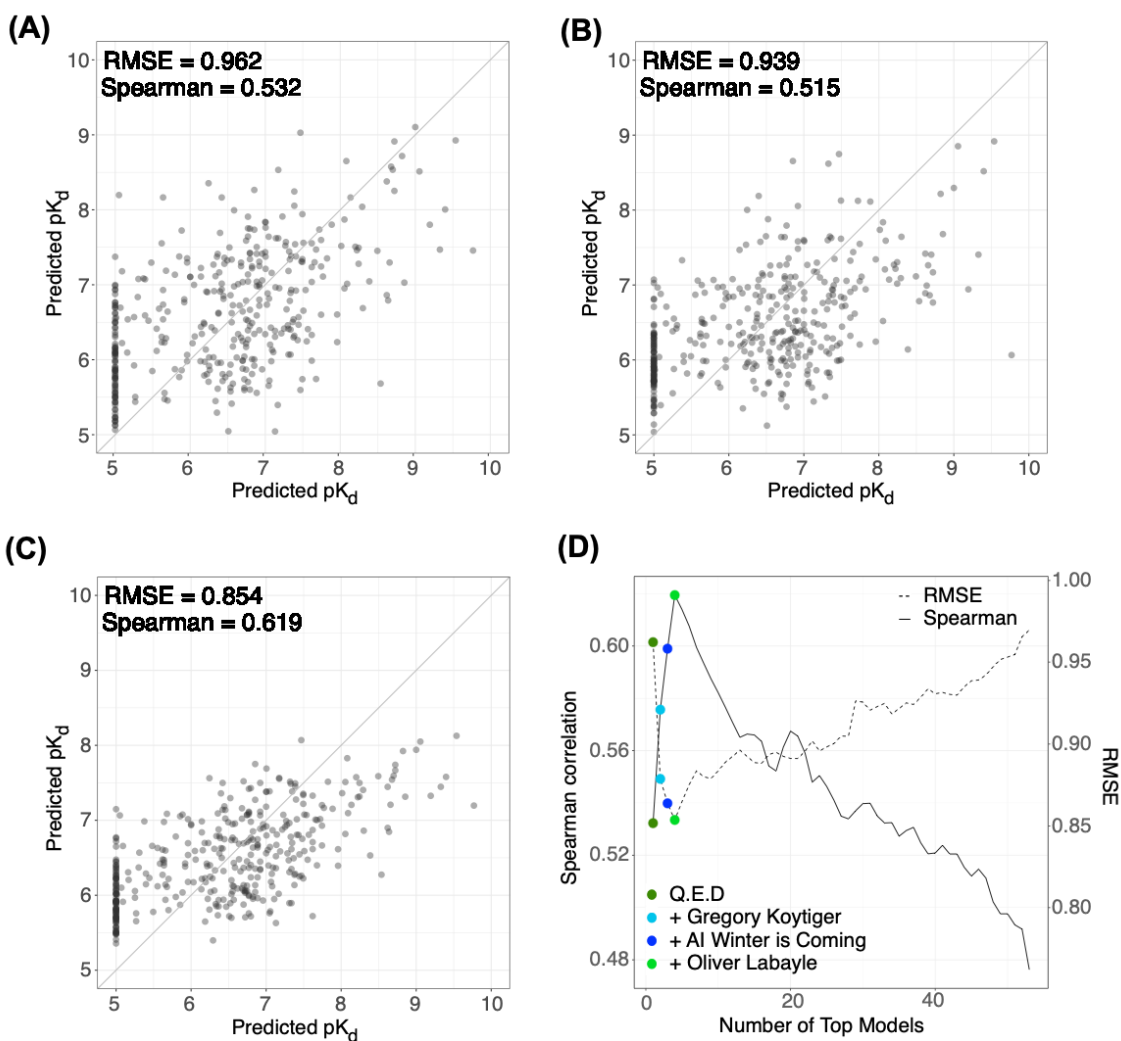 (A)
RMSE = 0.962
Spearman = 0.532
10
9
8
7
6
5
Predicted pKd
5 6 7 8 9 10
Predicted pKd
(B)
RMSE = 0.939
Spearman = 0.515
10
9
8
7
6
5
Predicted pKd
5 6 7 8 9 10
Predicted pKd
(C)
RMSE = 0.854
Spearman = 0.619
10
9
8
7
6
5
Predicted pKd
5 6 7 8 9 10
Predicted pKd
(D)
RMSE
Spearman
0.60
0.56
0.52
0.48
Spearman correlation
1.00
0.95
0.90
0.85
0.80
RMSE
Q.E.D
+ Gregory Koytiger
+ AI Winter is Coming
+ Oliver Labayle
0 20 40
Number of Top Models